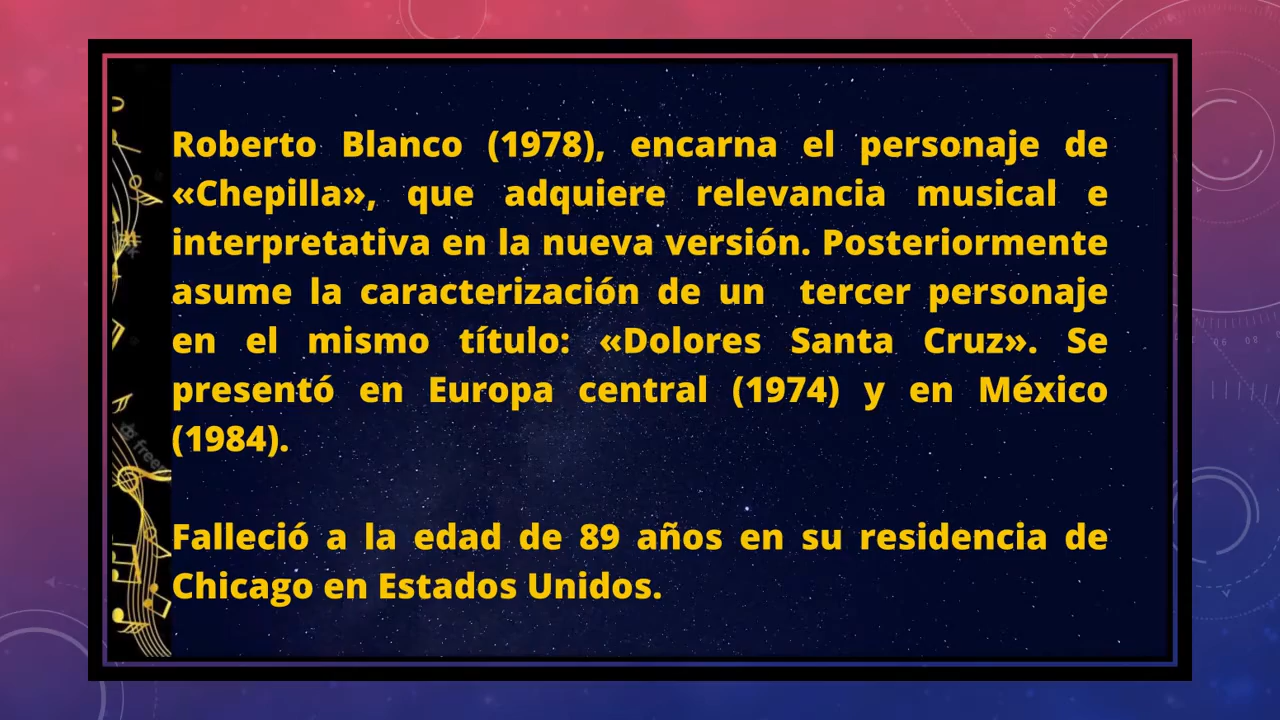 Roberto Blanco (1978), encarna el personaje de
«Chepilla», que adquiere relevancia musical e
interpretativa en la nueva versión. Posteriormente
asume la caracterización de un tercer personaje
en el mismo título: «Dolores Santa Cruz». Se
presentó en Europa central (1974) y en México
(1984).
Falleció a la edad de 89 años en su residencia de
Chicago en Estados Unidos.